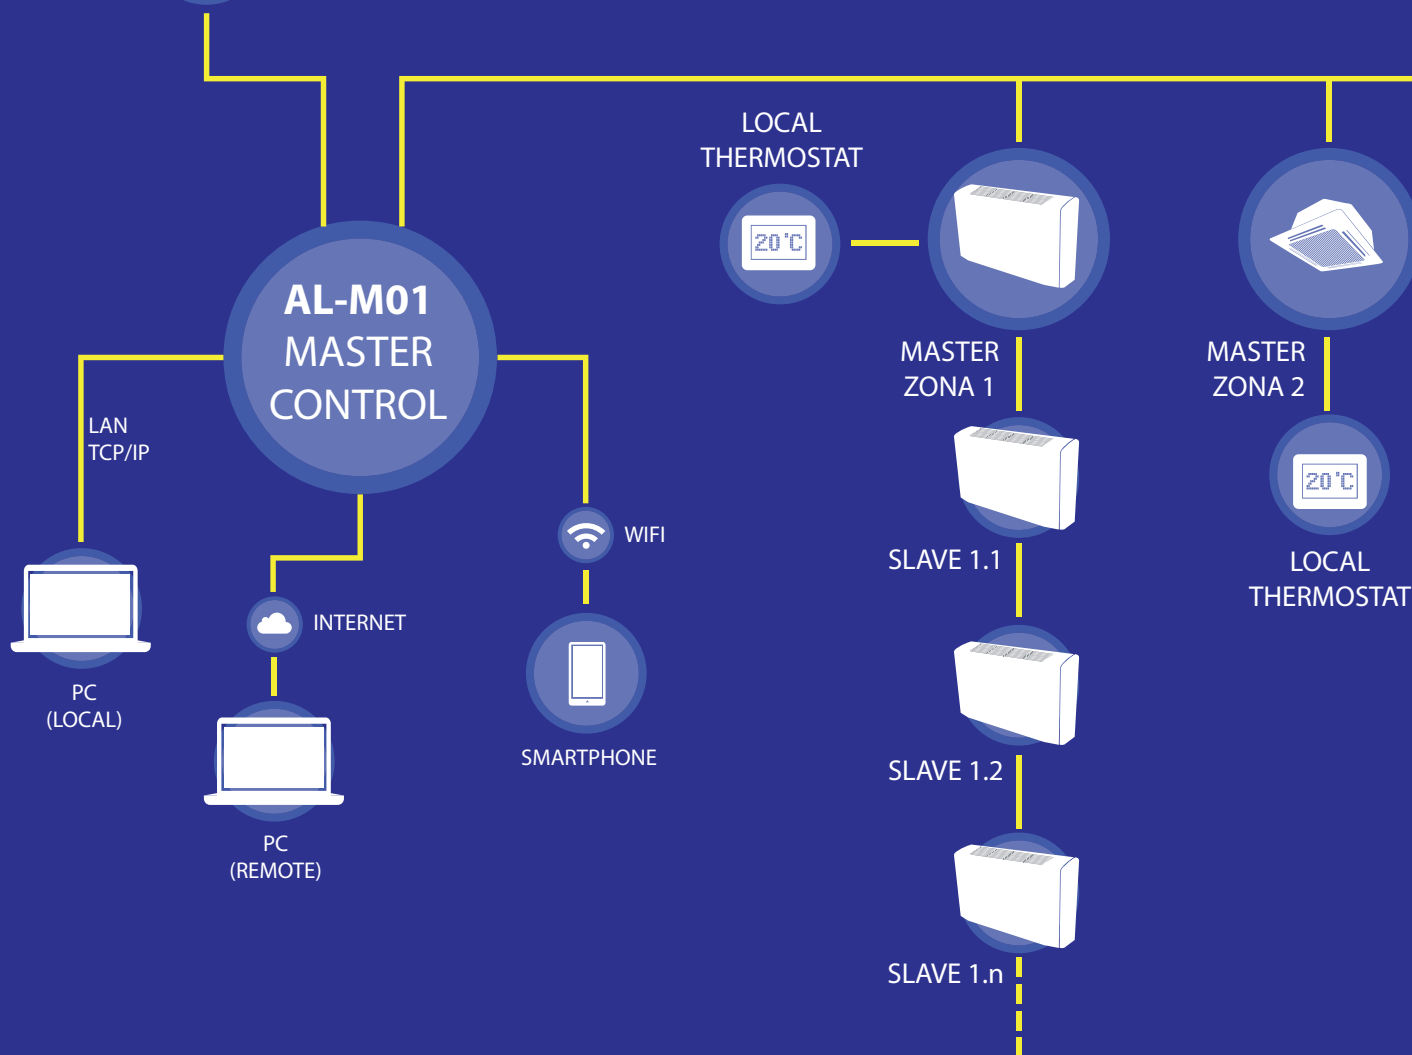 LOCAL
THERMOSTAT
20°C
AL-M01
MASTER
CONTROL
LAN
TCP/IP
PC
(LOCAL)
INTERNET
PC
(REMOTE)
WIFI
SMARTPHONE
MASTER
ZONA 1
SLAVE 1.1
SLAVE 1.2
SLAVE 1.n
MASTER
ZONA 2
20°C
LOCAL
THERMOSTAT